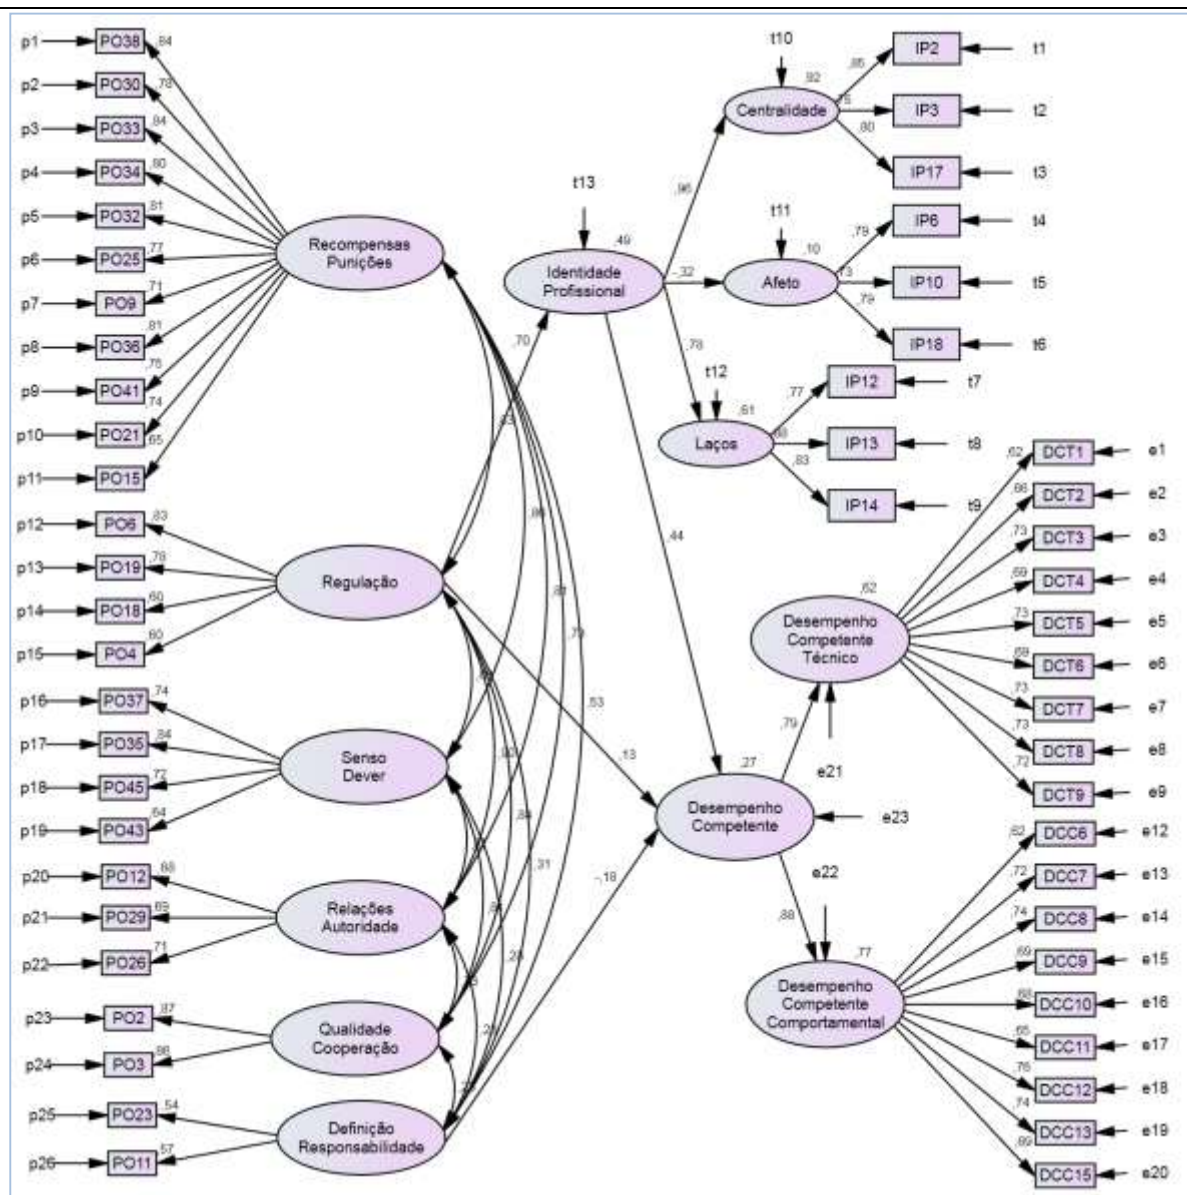 p1
PO38
,84
p2
PO30
,78
p3
PO33
,84
p4
PO34
,80
p5
PO32
,81
p6
PO25
,77
p7
PO9
,71
p8
PO36
,81
p9
PO41
p10
PO21
,74
p11
PO15
,65
Recompensas
Punições
p12
PO6
,83
p13
PO19
,78
p14
PO18
,60
p15
PO4
,60
Regulação
p16
PO37
,74
p17
PO35
,84
p18
PO45
,72
p19
PO43
,64
Senso
Dever
p20
PO12
,68
p21
PO29
,69
p22
PO26
,71
Relações
Autoridade
p23
PO2
,87
p24
PO3
Qualidade
Cooperação
p25
PO23
,54
p26
PO11
,57
Definição
Responsabilidade
,70
,53
,13
,31
-,18
t13
,49
Identidade
Profissional
,96
-,32
,78
,44
t10
,92
Centralidade
,85
IP2
t1
IP3
t2
,80
IP17
t3
t11
,10
Afeto
,79
IP6
t4
,73
IP10
t5
,79
IP18
t6
t12
,61
Laços
,77
IP12
t7
IP13
t8
,83
IP14
t9
,27
Desempenho
Competente
e23
,79
,88
,62
Desempenho
Competente
Técnico
e21
,62
DCT1
e1
,66
DCT2
e2
,73
DCT3
e3
,69
DCT4
e4
,73
DCT5
e5
,69
DCT6
e6
,73
DCT7
e7
,73
DCT8
e8
,72
DCT9
e9
e22
,77
Desempenho
Competente
Comportamental
,62
DCC6
e12
,72
DCC7
e13
,74
DCC8
e14
,69
DCC9
e15
,68
DCC10
e16
,65
DCC11
e17
,76
DCC12
e18
,74
DCC13
e19
,69
DCC15
e20